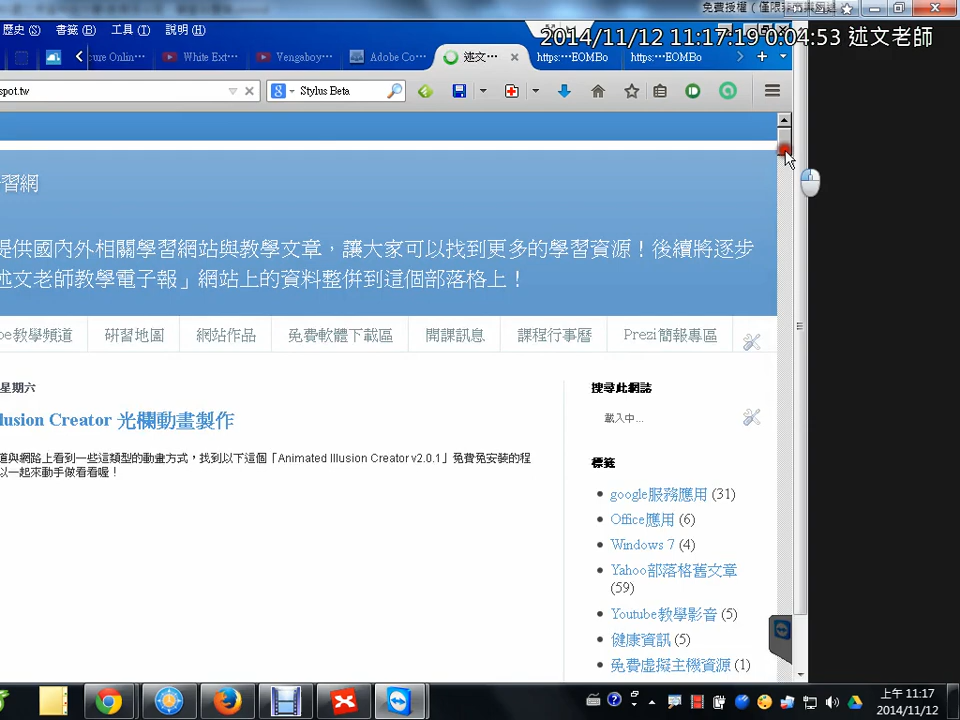 免費授權 (僅限非商業用途)
歷史(S) 書籤(B) 工具(T) 說明(H)
2014/11/12 11:17:19 0:04:53 述文老師
cure Onlin… White Ext… Vengaboy… Adobe Co… 述文… https:…EOMBo https:…EOMBo
spot.tw Stylus Beta
習網
提供國內外相關學習網站與教學文章，讓大家可以找到更多的學習資源！後續將逐步
述文老師教學電子報」網站上的資料整併到這個部落格上！
be教學頻道 研習地圖 網站作品 免費軟體下載區 開課訊息 課程行事曆 Prezi簡報專區
星期六
lusion Creator 光欄動畫製作
道與網路上看到一些這類型的動畫方式，找到以下這個「Animated Illusion Creator v2.0.1」免費免安裝的程
以一起來動手做看看喔！
搜尋此網誌
載入中...
標籤
google服務應用 (31)
Office應用 (6)
Windows 7 (4)
Yahoo部落格舊文章
(59)
Youtube教學影音 (5)
健康資訊 (5)
免費虛擬主機資源 (1)
上午 11:17
2014/11/12